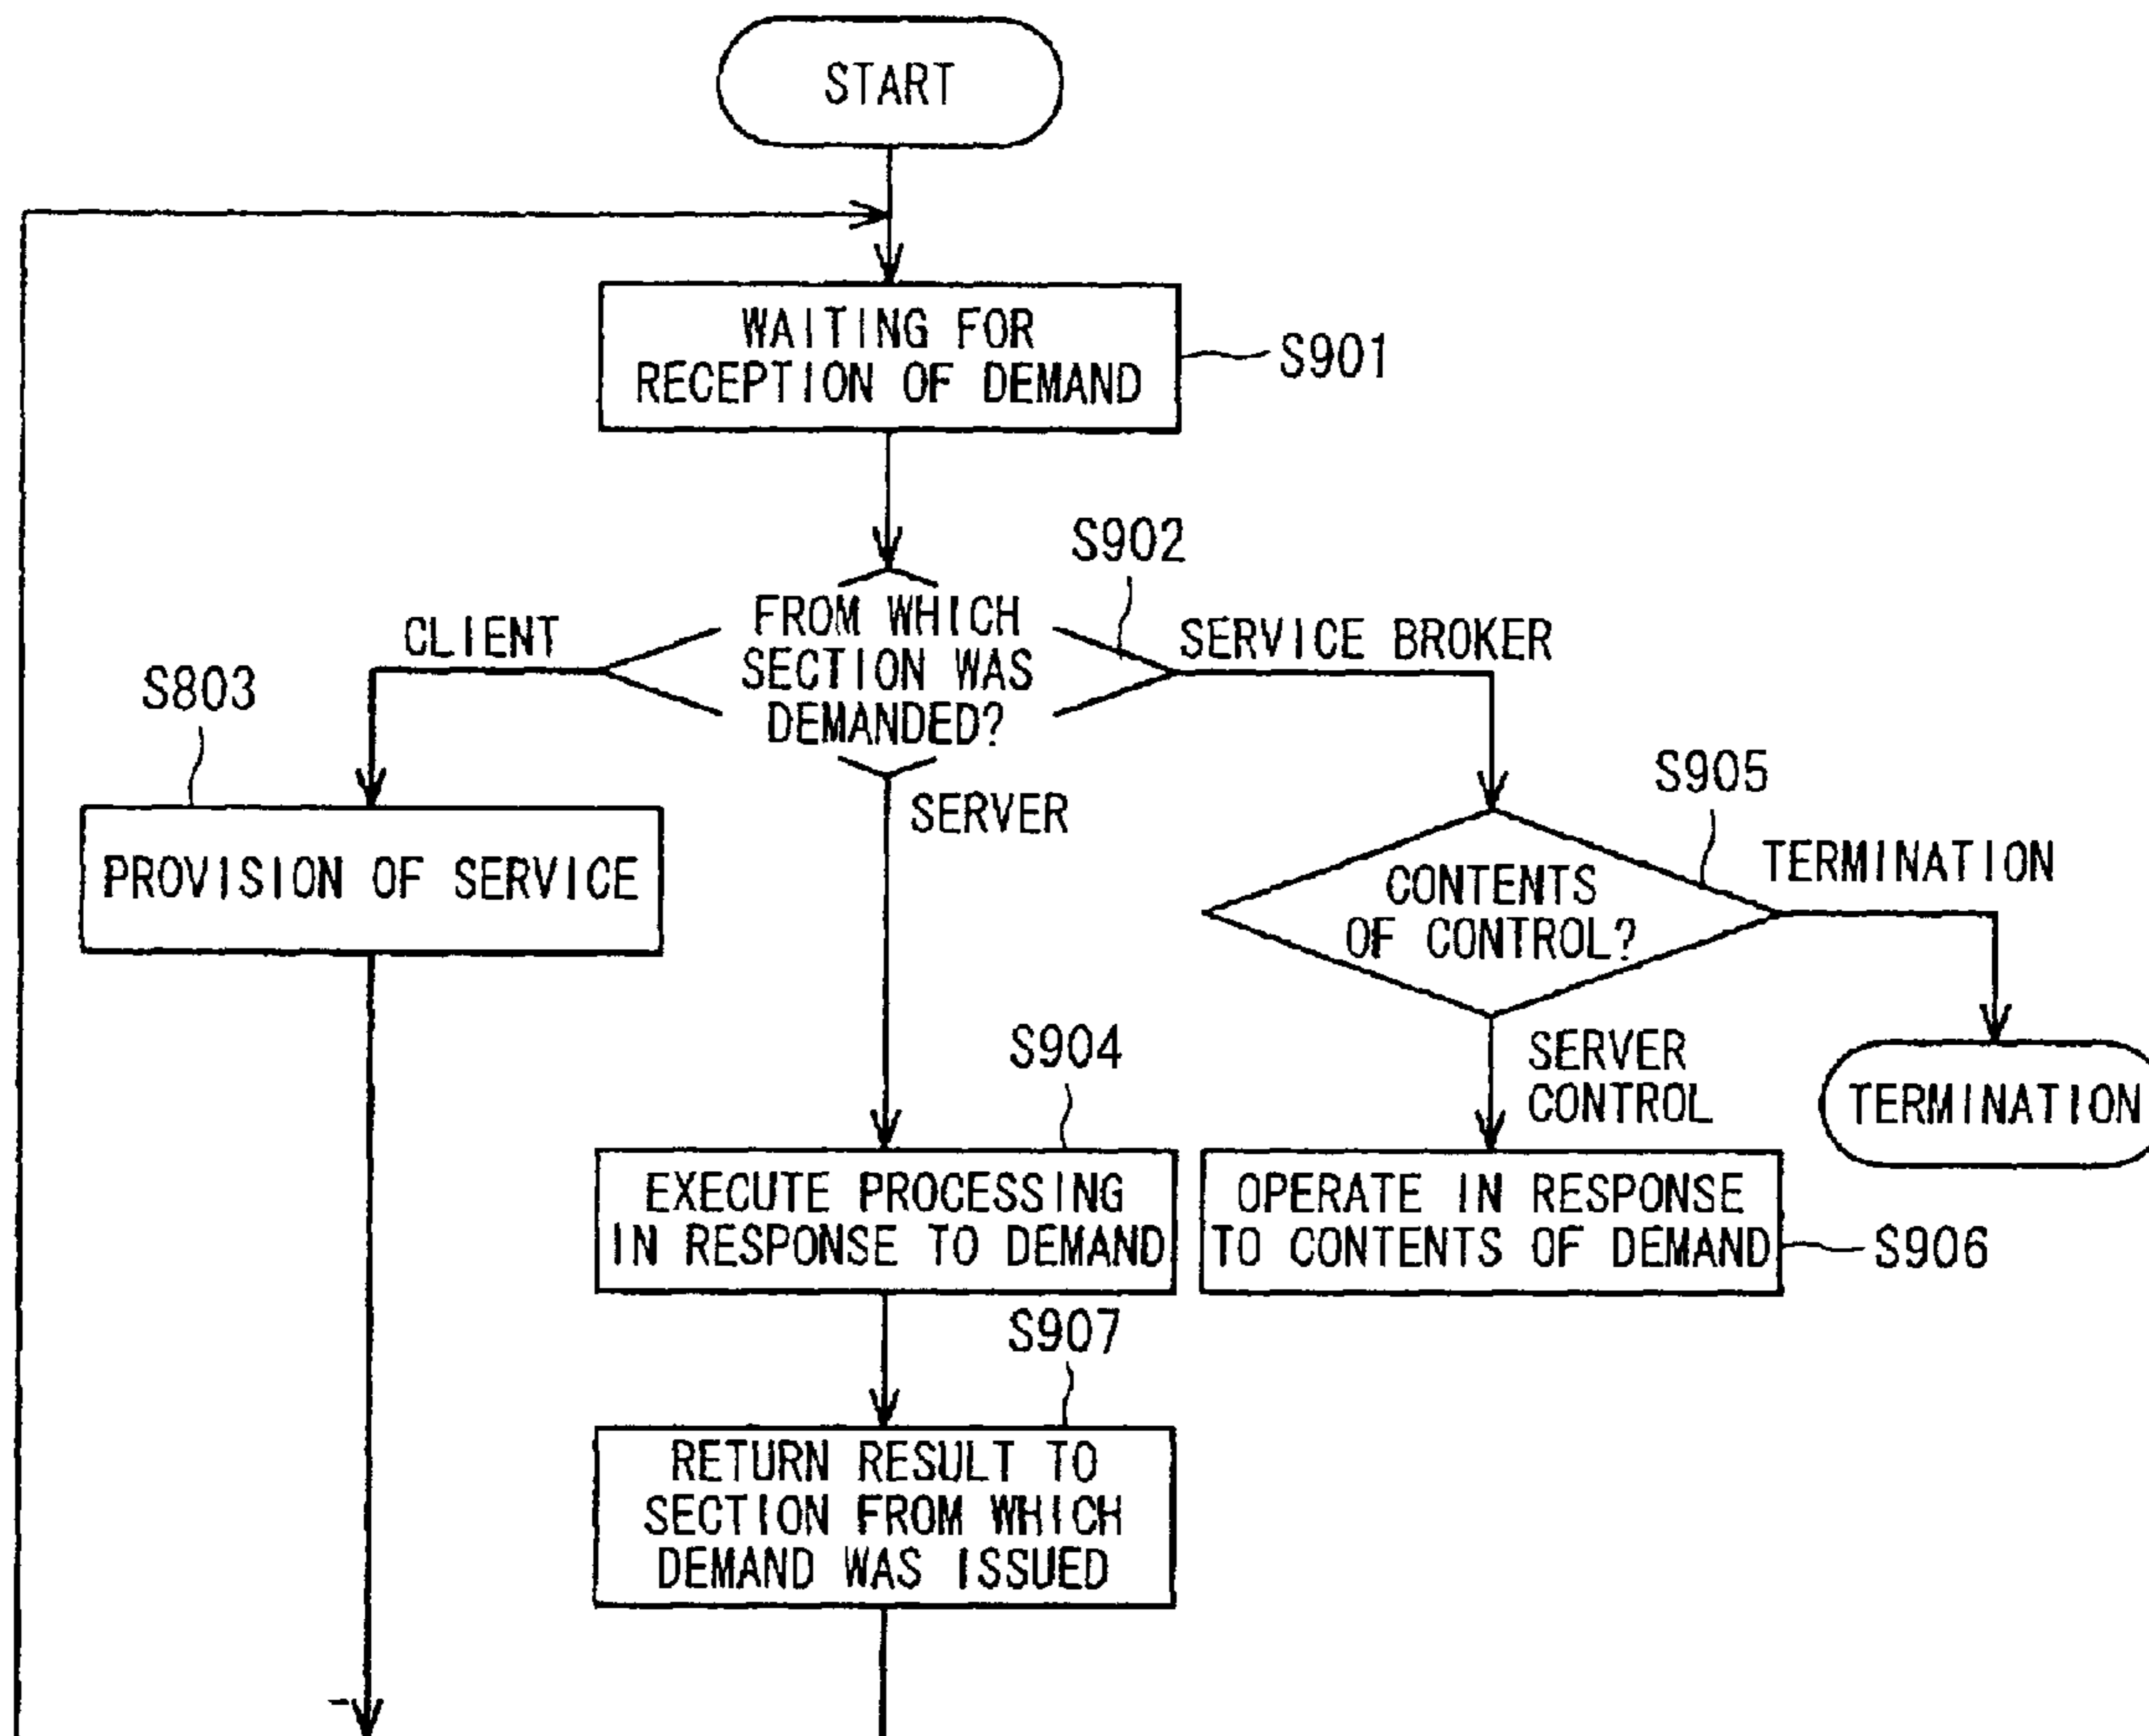 START
WAITING FOR
RECEPTION OF DEMAND
S901
S902
FROM WHICH
SECTION WAS
DEMANDED?
CLIENT
SERVICE BROKER
S803
PROVISION OF SERVICE
SERVER
S905
CONTENTS
OF CONTROL?
TERMINATION
SERVER
CONTROL
TERMINATION
S904
EXECUTE PROCESSING
IN RESPONSE TO DEMAND
OPERATE IN RESPONSE
TO CONTENTS OF DEMAND
S906
S907
RETURN RESULT TO
SECTION FROM WHICH
DEMAND WAS ISSUED